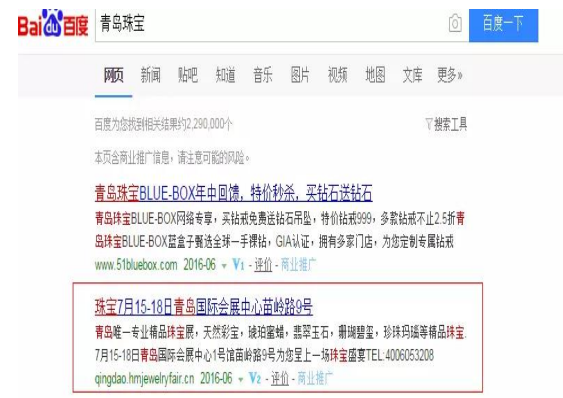 Bai du 百度 青岛珠宝 百度一下
网页 新闻 贴吧 知道 音乐 图片 视频 地图 文库 更多»
百度为您找到相关结果约2,290,000个 搜索工具
本页含商业推广信息，请注意可能的风险。
青岛珠宝BLUE-BOX年中回馈，特价秒杀，买钻石送钻石
青岛珠宝BLUE-BOX网络专享，买钻戒免费送钻石吊坠，特价钻戒999，多款钻戒不止2.5折青
岛珠宝BLUE-BOX蓝盒子甄选全球一手裸钻，GIA认证，拥有多家门店，为您定制专属钻戒
www.51bluebox.com 2016-06 V1 - 评价 - 商业推广
珠宝7月15-18日青岛国际会展中心苗岭路9号
青岛唯一专业精品珠宝展，天然彩宝，琥珀蜜蜡，翡翠玉石，珊瑚碧玺，珍珠玛瑙等精品珠宝.
7月15-18日青岛国际会展中心1号馆苗岭路9号为您呈上一场珠宝盛宴TEL:4006053208
qingdao.hmjewelryfair.cn 2016-06 V2 - 评价 - 商业推广